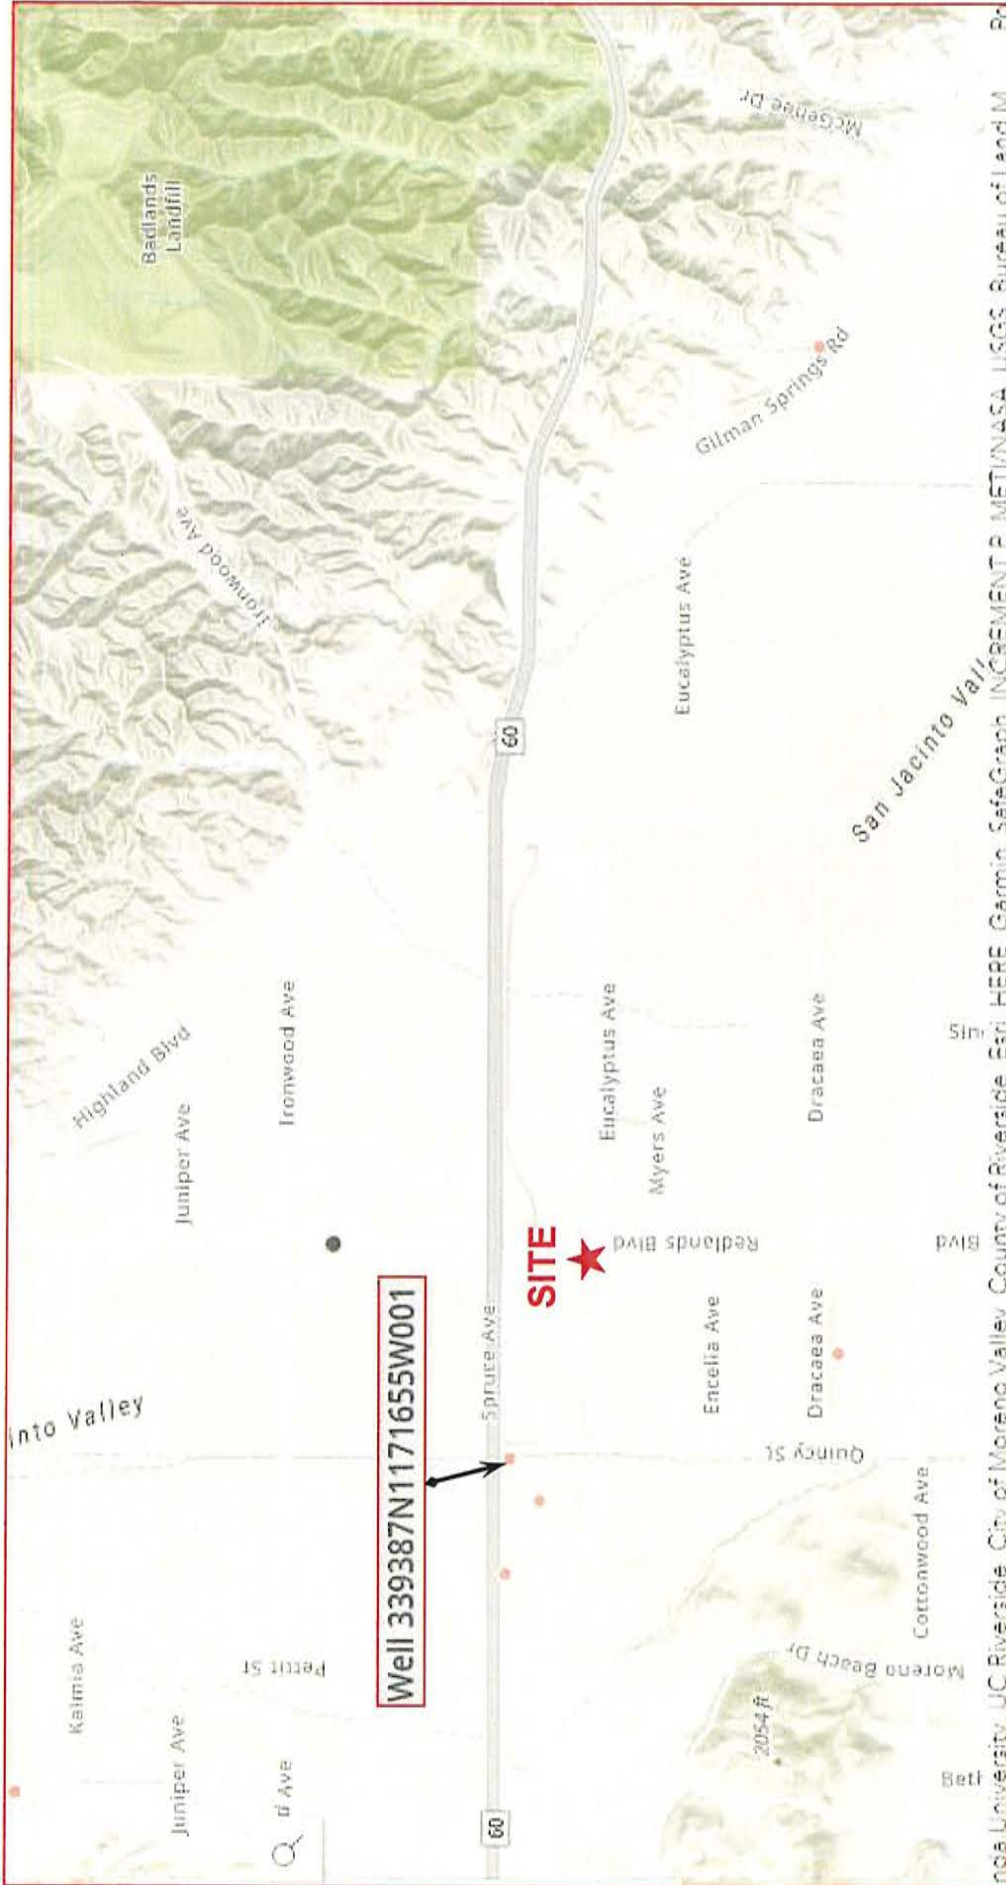 Badlands
Landfill
McGehee Dr
Ironwood Ave
Gilman Springs Rd
Eucalyptus Ave
60
San Jacinto Vall
Highland Blvd
Juniper Ave
Ironwood Ave
Eucalyptus Ave
Myers Ave
Dracaea Ave
Redlands Blvd
Blvd
SITE
Spruce Ave
Encelia Ave
Dracaea Ave
Well 339387N1171655W001
into Valley
Quincy St
Cottonwood Ave
Moreno Beach Dr
Kalmia Ave
Pettit St
Juniper Ave
d Ave
60
2054 ft
nda University, UC Riverside, City of Moreno Valley, County of Riverside, Esri, HERE, Garmin, SafeGraph, INCREMENT P, METI/NASA, USGS, Bureau of Land M